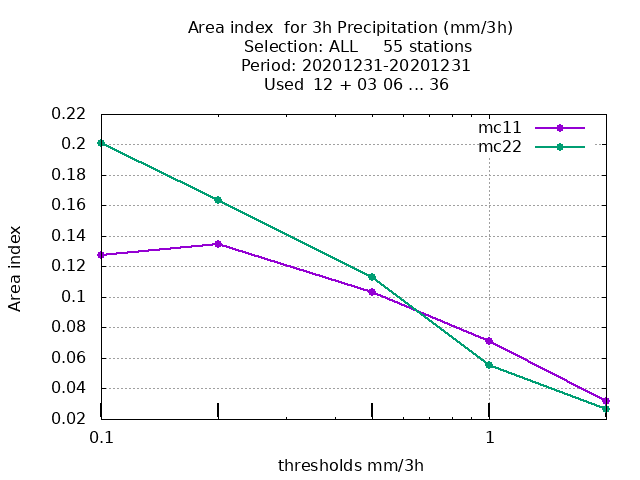 Area index  for 3h Precipitation (mm/3h)
Selection: ALL     55 stations
Period: 20201231-20201231
Used  12 + 03 06 ... 36
0.22
mc11
0.2
mc22
0.18
0.16
0.14
0.12
0.1
0.08
0.06
0.04
0.02
Area index
0.1
1
thresholds mm/3h